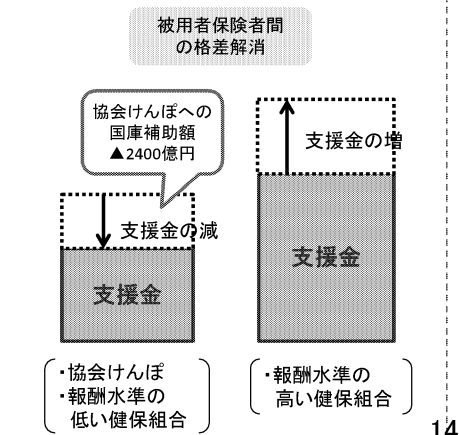 被用者保険者間
の格差解消
協会けんぽへの
国庫補助額
▲2400億円
支援金の増
支援金の減
支援金
支援金
・協会けんぽ
・報酬水準の
低い健保組合
・報酬水準の
高い健保組合
14